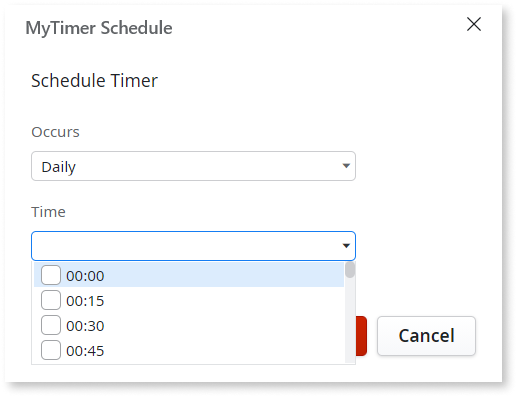 MyTimer Schedule
Schedule Timer
Occurs
Daily
Time
00:00
00:15
00:30
00:45
Cancel